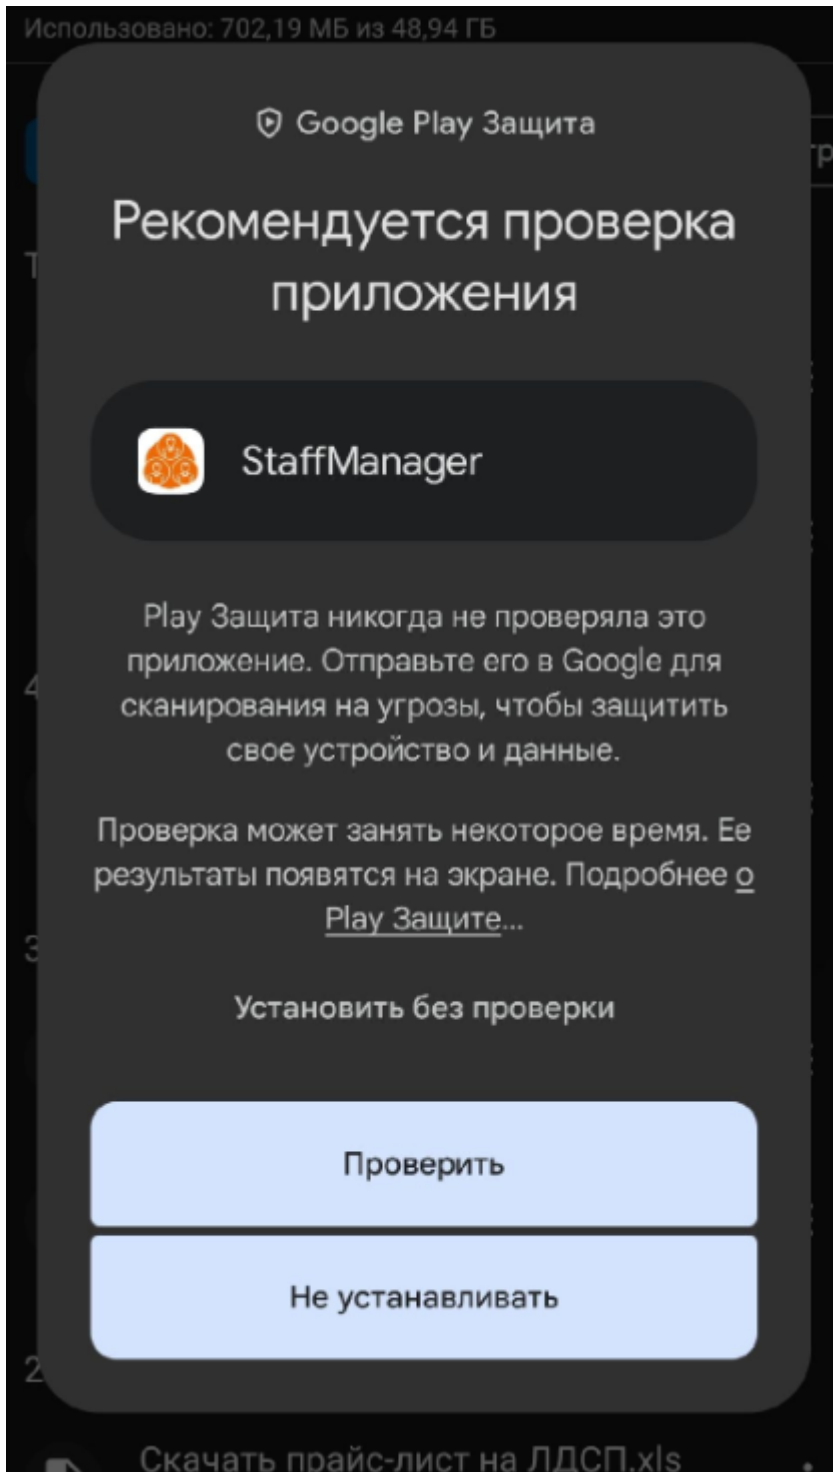 Использовано: 702,19 МБ из 48,94 ГБ
Google Play Защита
Рекомендуется проверка
приложения
StaffManager
Play Защита никогда не проверяла это
приложение. Отправьте его в Google для
сканирования на угрозы, чтобы защитить
свое устройство и данные.
Проверка может занять некоторое время. Ее
результаты появятся на экране. Подробнее о
Play Защите...
Установить без проверки
Проверить
Не устанавливать
Скачать прайс-лист на ЛДСП.xls